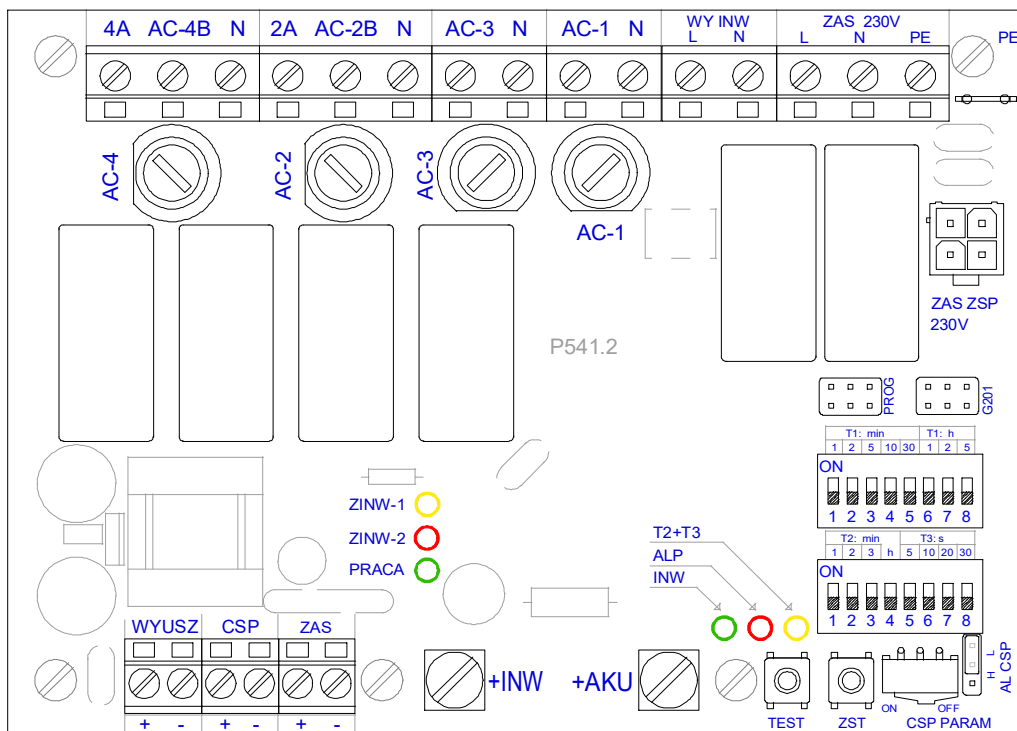 4A AC-4B N 2A AC-2B N AC-3 N AC-1 N WY INW ZAS 230V PE
L N L N PE
AC-4
AC-2
AC-3
AC-1
ZAS ZSP
230V
P541.2
PROG
G201
T1: min T1: h
1 2 5 10 30 1 2 5
ON
1 2 3 4 5 6 7 8
T2: min T3: s
1 2 3 h 5 10 20 30
ON
1 2 3 4 5 6 7 8
ZINW-1
ZINW-2
PRACA
T2+T3
ALP
INW
WYUSZ CSP ZAS
+ - + - + -
+INW
+AKU
TEST
ZST
ON OFF
CSP PARAM
H L
AL CSP